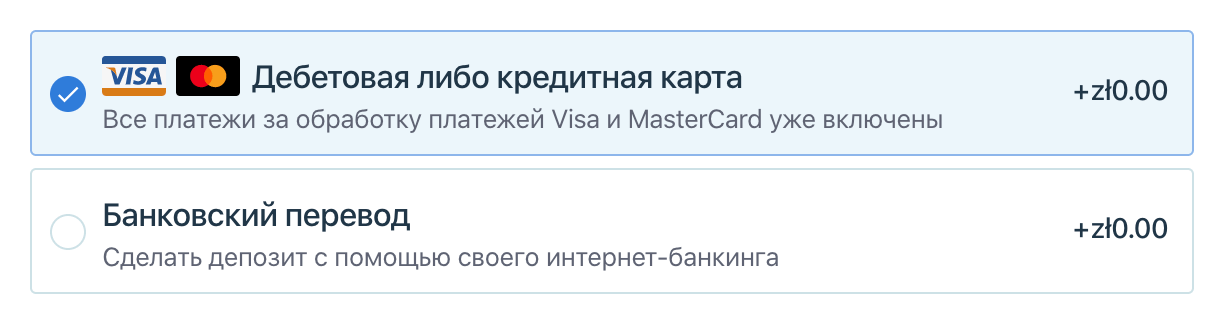 VISA Дебетовая либо кредитная карта
Все платежи за обработку платежей Visa и MasterCard уже включены
+zł0.00
Банковский перевод
Сделать депозит с помощью своего интернет-банкинга
+zł0.00